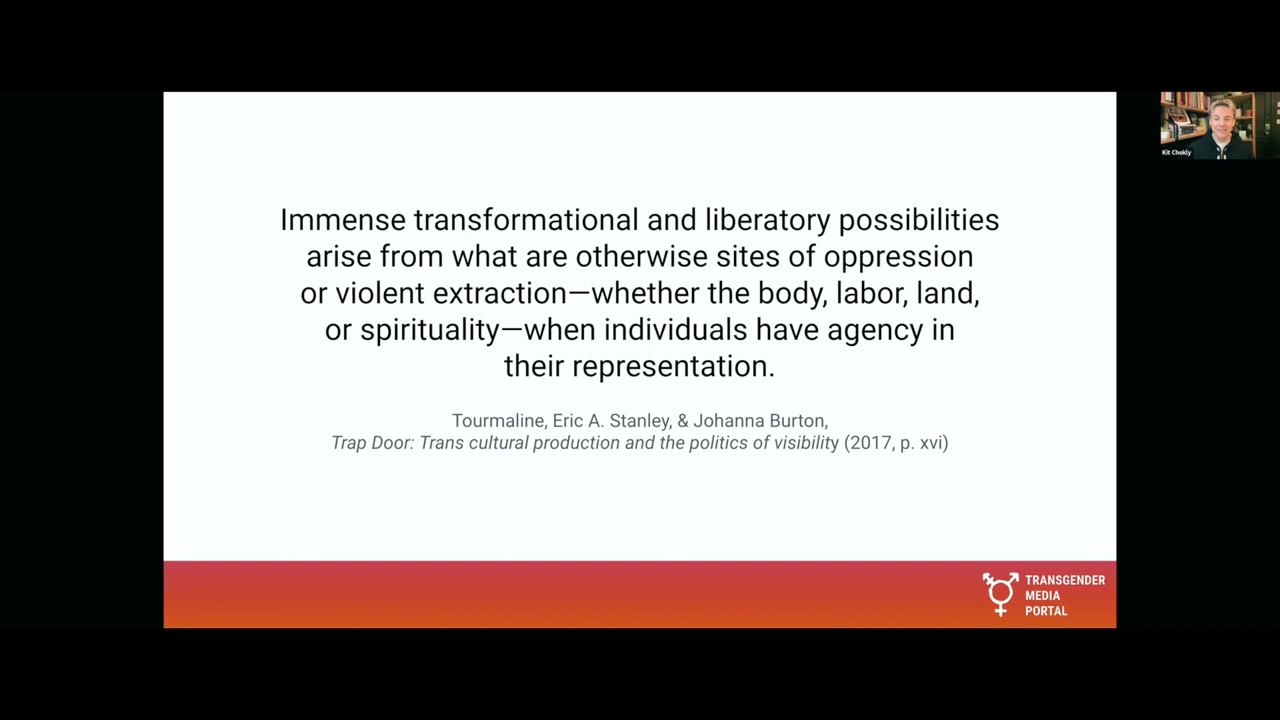 Immense transformational and liberatory possibilities
arise from what are otherwise sites of oppression
or violent extraction—whether the body, labor, land,
or spirituality—when individuals have agency in
their representation.
Tourmaline, Eric A. Stanley, & Johanna Burton,
Trap Door: Trans cultural production and the politics of visibility (2017, p. xvi)
TRANSGENDER
MEDIA
PORTAL
Kit Chokly